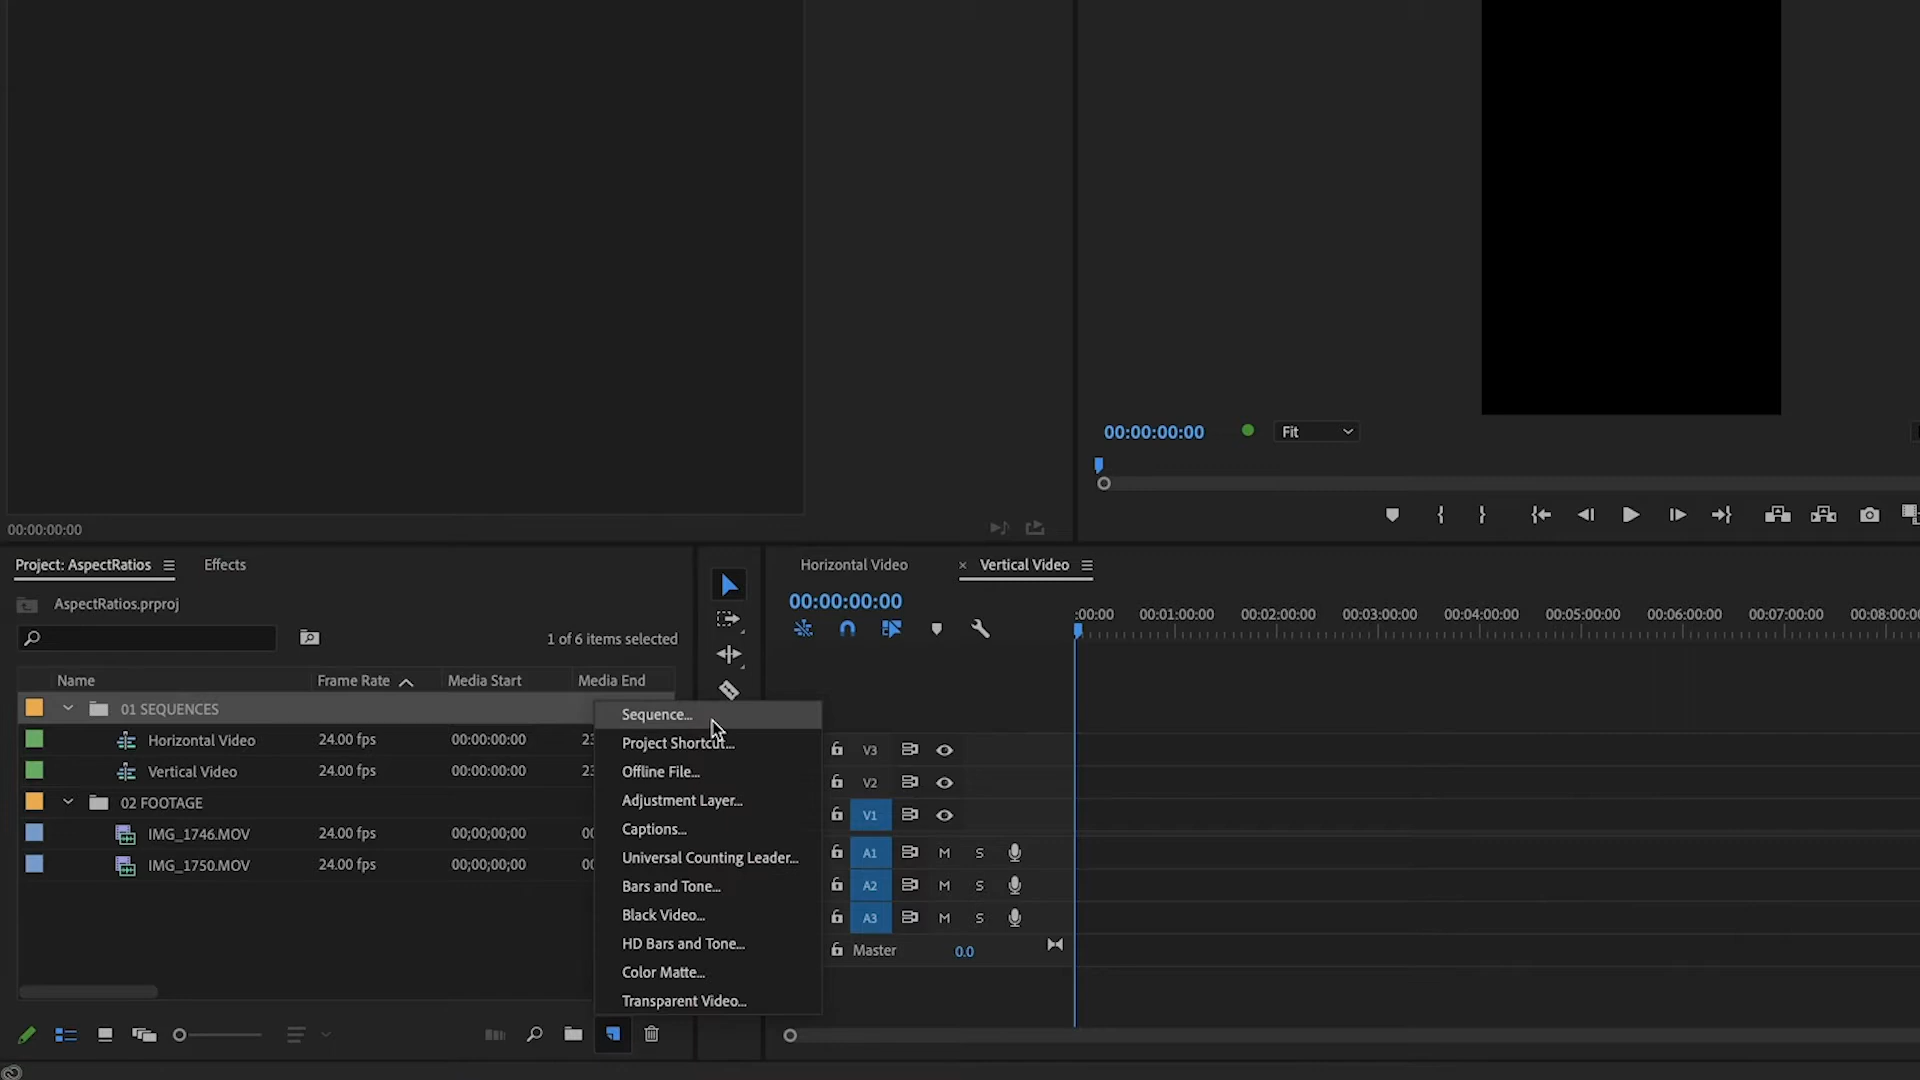 00:00:00:00
Fit
00:00:00:00
Project: AspectRatios
Effects
AspectRatios.prproj
1 of 6 items selected
Name Frame Rate Media Start Media End
01 SEQUENCES
Horizontal Video 24.00 fps 00:00:00:00 23
Vertical Video 24.00 fps 00:00:00:00 23
02 FOOTAGE
IMG_1746.MOV 24.00 fps 00;00;00;00 00
IMG_1750.MOV 24.00 fps 00;00;00;00 00
Sequence...
Project Shortcut...
Offline File...
Adjustment Layer...
Captions...
Universal Counting Leader...
Bars and Tone...
Black Video...
HD Bars and Tone...
Color Matte...
Transparent Video...
Horizontal Video × Vertical Video
00:00:00:00
:00:00 00:01:00:00 00:02:00:00 00:03:00:00 00:04:00:00 00:05:00:00 00:06:00:00 00:07:00:00 00:08:00:00
V3
V2
V1
A1 M S
A2 M S
A3 M S
Master 0.0